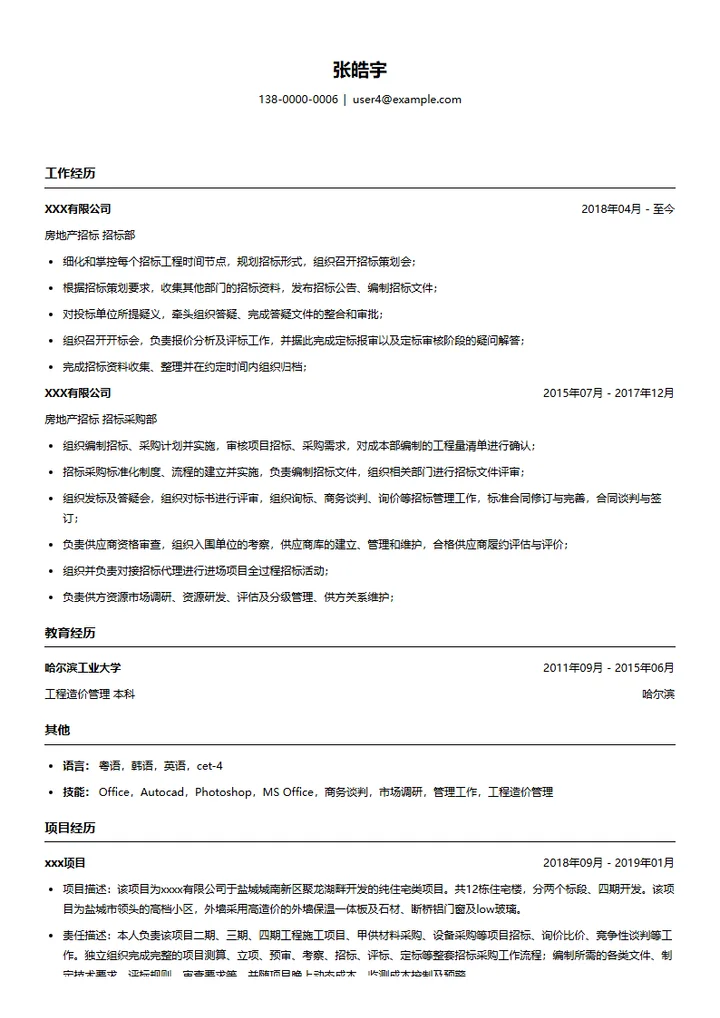 张皓宇
138-0000-0006 | user4@example.com
工作经历
XXX有限公司 2018年04月 - 至今
房地产招标 招标部
• 细化和掌控每个招标工程时间节点，规划招标形式，组织召开招标策划会；
• 根据招标策划要求，收集其他部门的招标资料，发布招标公告、编制招标文件；
• 对投标单位所提疑义，牵头组织答疑、完成答疑文件的整合和审批；
• 组织召开开标会，负责报价分析及评标工作，并据此完成定标报审以及定标审核阶段的疑问解答；
• 完成招标资料收集、整理并在约定时间内组织归档；
XXX有限公司 2015年07月 - 2017年12月
房地产招标 招标采购部
• 组织编制招标、采购计划并实施，审核项目招标、采购需求，对成本部编制的工程量清单进行确认；
• 招标采购标准化制度、流程的建立并实施，负责编制招标文件，组织相关部门进行招标文件评审；
• 组织发标及答疑会，组织对标书进行评审，组织询标、商务谈判、询价等招标管理工作，标准合同修订与完善，合同谈判与签
订；
• 负责供应商资格审查，组织入围单位的考察，供应商库的建立、管理和维护，合格供应商履约评估与评价；
• 组织并负责对接招标代理进行进场项目全过程招标活动；
• 负责供方资源市场调研、资源研发、评估及分级管理、供方关系维护；
教育经历
哈尔滨工业大学 2011年09月 - 2015年06月
工程造价管理 本科 哈尔滨
其他
• 语言： 粤语，韩语，英语，cet-4
• 技能： Office，Autocad，Photoshop，MS Office，商务谈判，市场调研，管理工作，工程造价管理
项目经历
xxx项目 2018年09月 - 2019年01月
• 项目描述：该项目为xxxx有限公司于盐城城南新区聚龙湖畔开发的纯住宅类项目。共12栋住宅楼，分两个标段、四期开发。该项
目为盐城市领头的高档小区，外墙采用高造价的外墙保温一体板及石材、断桥铝门窗及low玻璃。
• 责任描述：本人负责该项目二期、三期、四期工程施工项目、甲供材料采购、设备采购等项目招标、询价比价、竞争性谈判等工
作。独立组织完成完整的项目测算、立项、预审、考察、招标、评标、定标等整套招标采购工作流程；编制所需的各类文件、制
定技术要求、评标规则、审查要求等，并随项目跟上动态成本，监测成本控制及预警。